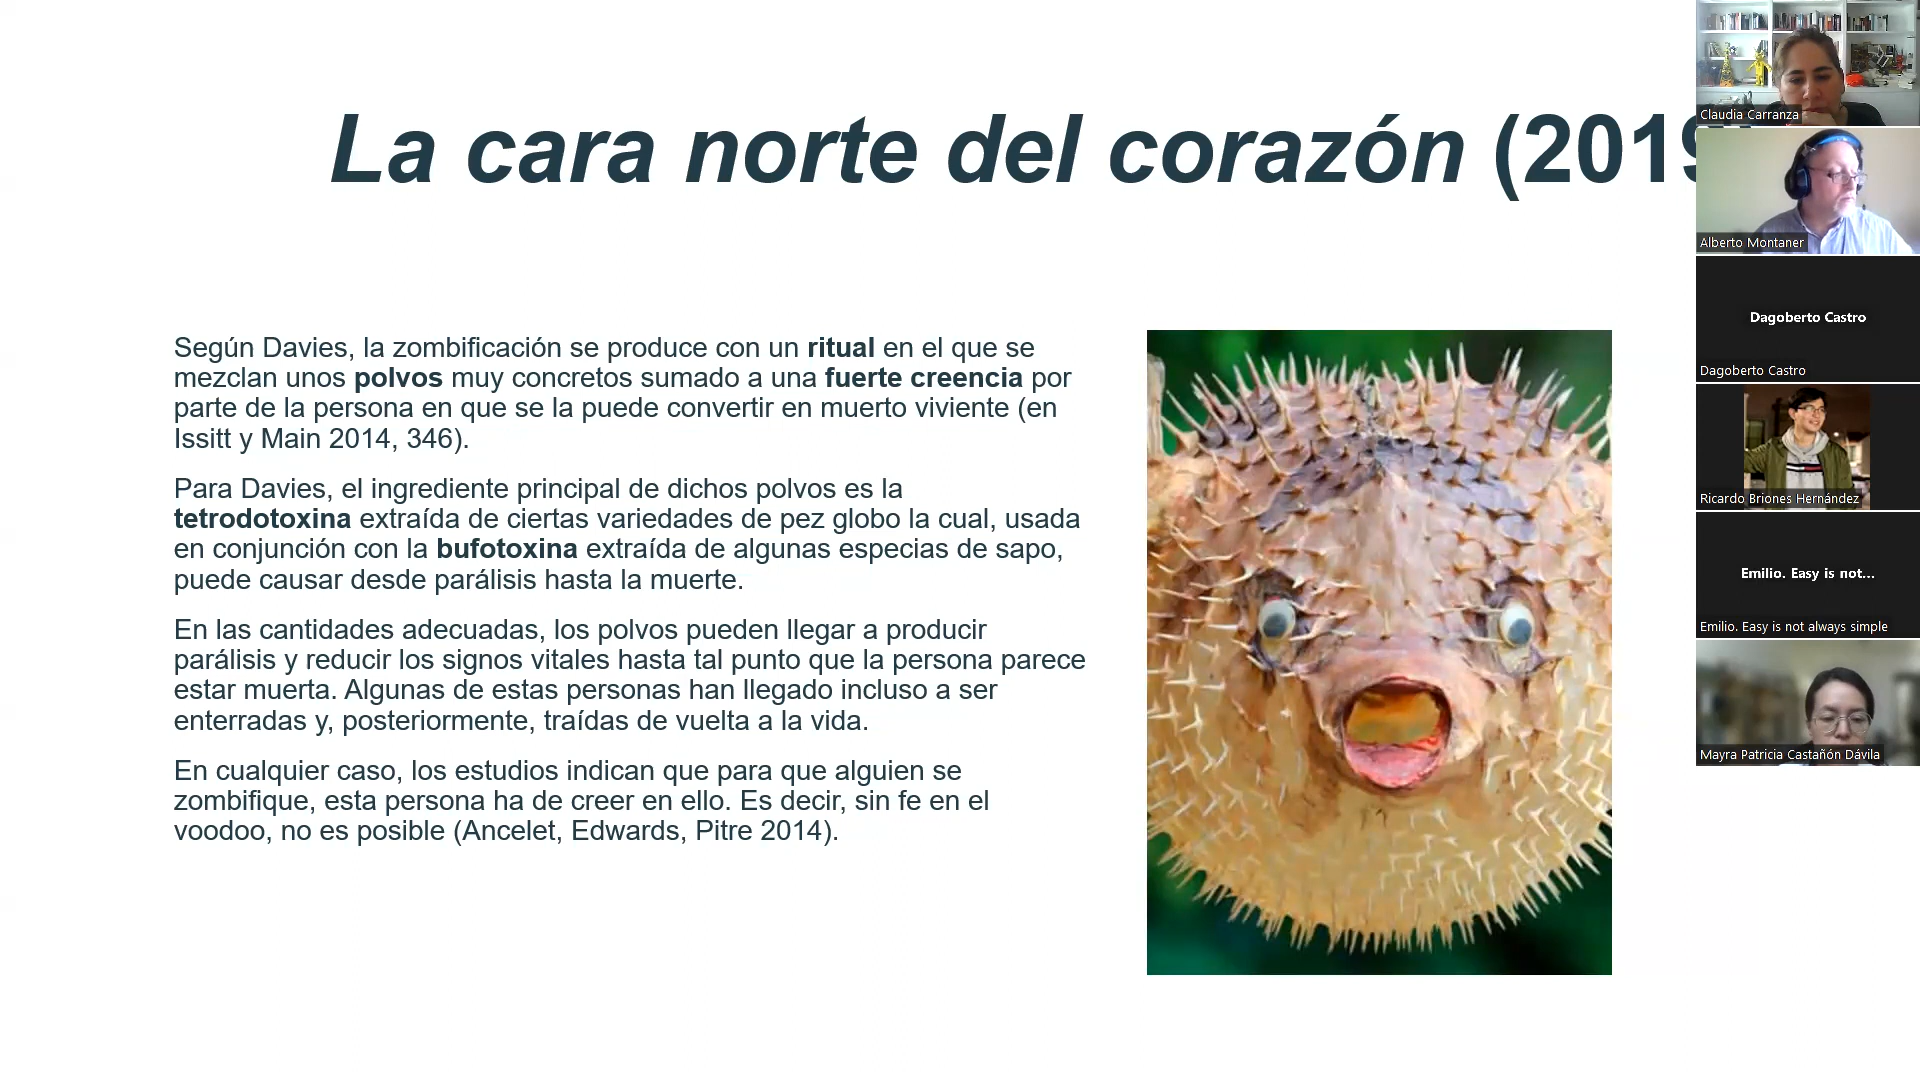 La cara norte del corazón (2019
Según Davies, la zombificación se produce con un ritual en el que se
mezclan unos polvos muy concretos sumado a una fuerte creencia por
parte de la persona en que se la puede convertir en muerto viviente (en
Issitt y Main 2014, 346).
Para Davies, el ingrediente principal de dichos polvos es la
tetrodotoxina extraída de ciertas variedades de pez globo la cual, usada
en conjunción con la bufotoxina extraída de algunas especias de sapo,
puede causar desde parálisis hasta la muerte.
En las cantidades adecuadas, los polvos pueden llegar a producir
parálisis y reducir los signos vitales hasta tal punto que la persona parece
estar muerta. Algunas de estas personas han llegado incluso a ser
enterradas y, posteriormente, traídas de vuelta a la vida.
En cualquier caso, los estudios indican que para que alguien se
zombifique, esta persona ha de creer en ello. Es decir, sin fe en el
voodoo, no es posible (Ancelet, Edwards, Pitre 2014).
Claudia Carranza
Alberto Montaner
Dagoberto Castro
Dagoberto Castro
Ricardo Briones Hernández
Emilio. Easy is not...
Emilio. Easy is not always simple
Mayra Patricia Castañón Dávila